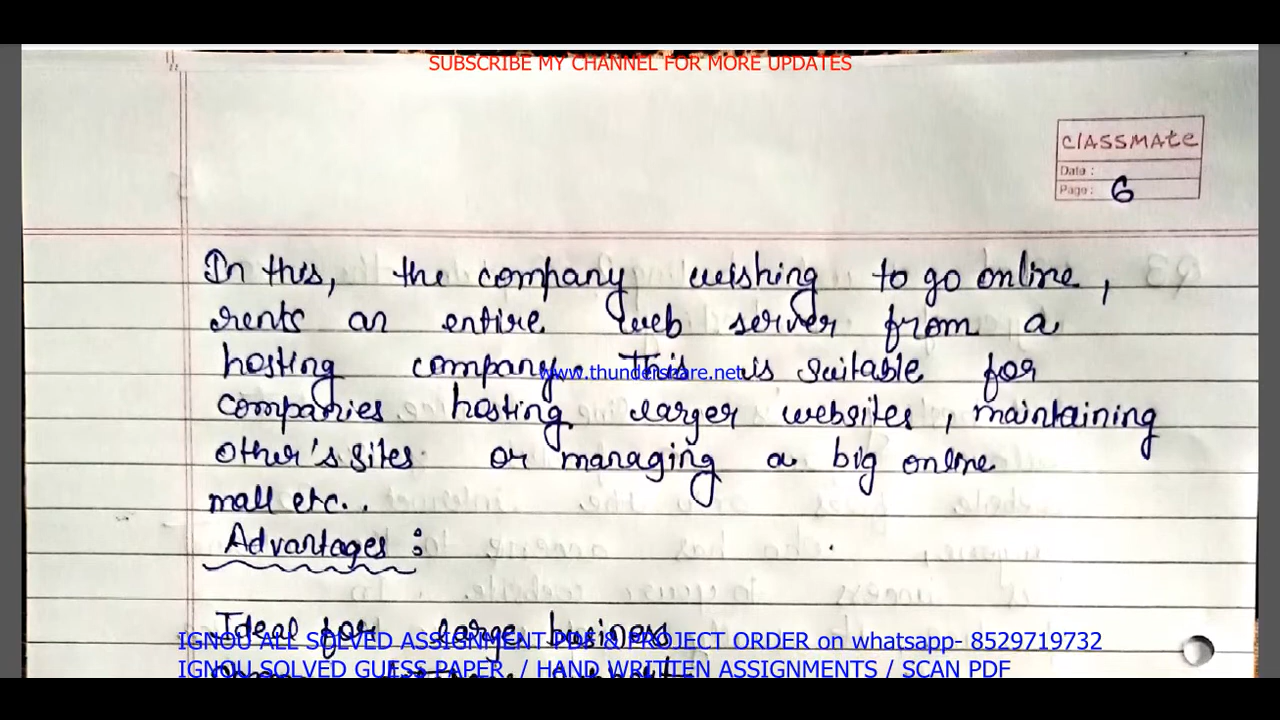 SUBSCRIBE MY CHANNEL FOR MORE UPDATES
CLASSMATE
Date :
Page : 6
In this, the company wishing to go online,
rents an entire web server from a
hosting company. This is suitable for
www.thundershare.net
companies hosting larger websites, maintaining
other's sites or managing a big online
mall etc..
Advantages :
Ideal for large business
IGNOU ALL SOLVED ASSIGNMENT PDF & PROJECT ORDER on whatsapp- 8529719732
IGNOU SOLVED GUESS PAPER / HAND WRITTEN ASSIGNMENTS / SCAN PDF